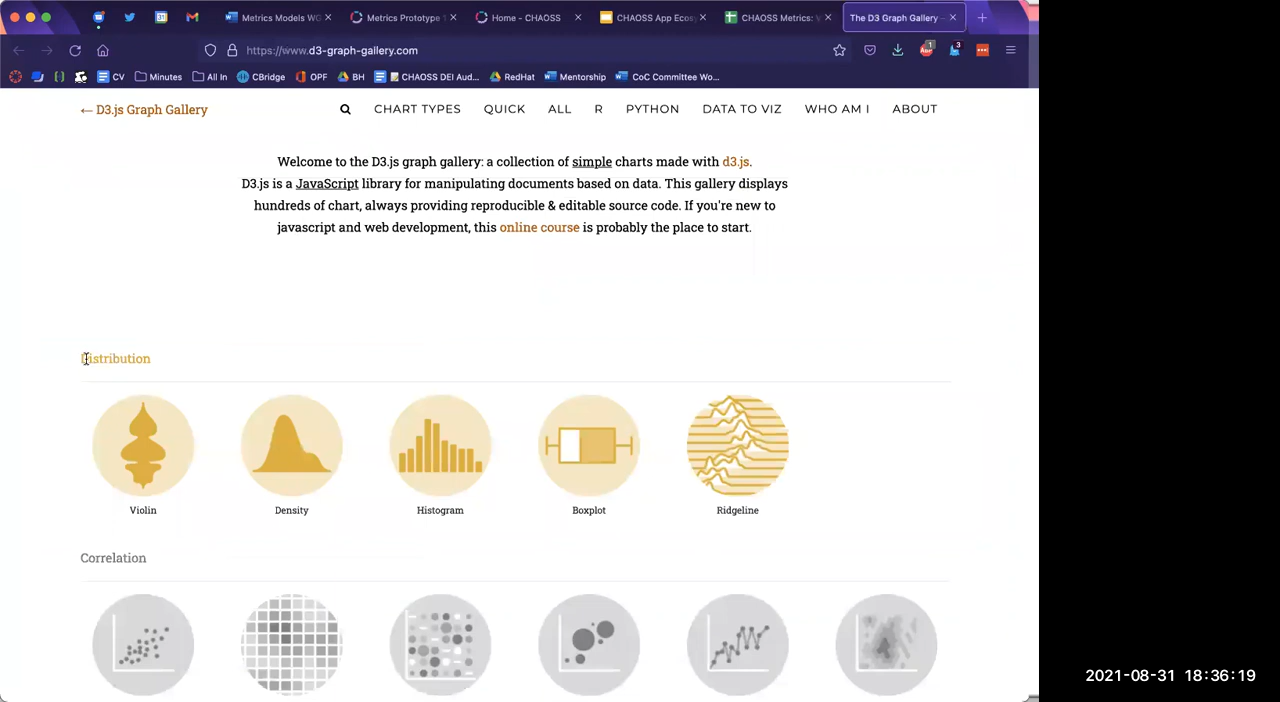 Metrics Models WG
Metrics Prototype 1
Home - CHAOSS
CHAOSS App Ecosy
CHAOSS Metrics: V
The D3 Graph Gallery
https://www.d3-graph-gallery.com
1
3
CV
Minutes
All In
CBridge
OPF
BH
CHAOSS DEI Aud...
RedHat
Mentorship
CoC Committee Wo...
← D3.js Graph Gallery
CHART TYPES
QUICK
ALL
R
PYTHON
DATA TO VIZ
WHO AM I
ABOUT
Welcome to the D3.js graph gallery: a collection of simple charts made with d3.js.
D3.js is a JavaScript library for manipulating documents based on data. This gallery displays
hundreds of chart, always providing reproducible & editable source code. If you're new to
javascript and web development, this online course is probably the place to start.
Distribution
Violin
Density
Histogram
Boxplot
Ridgeline
Correlation
2021-08-31 18:36:19